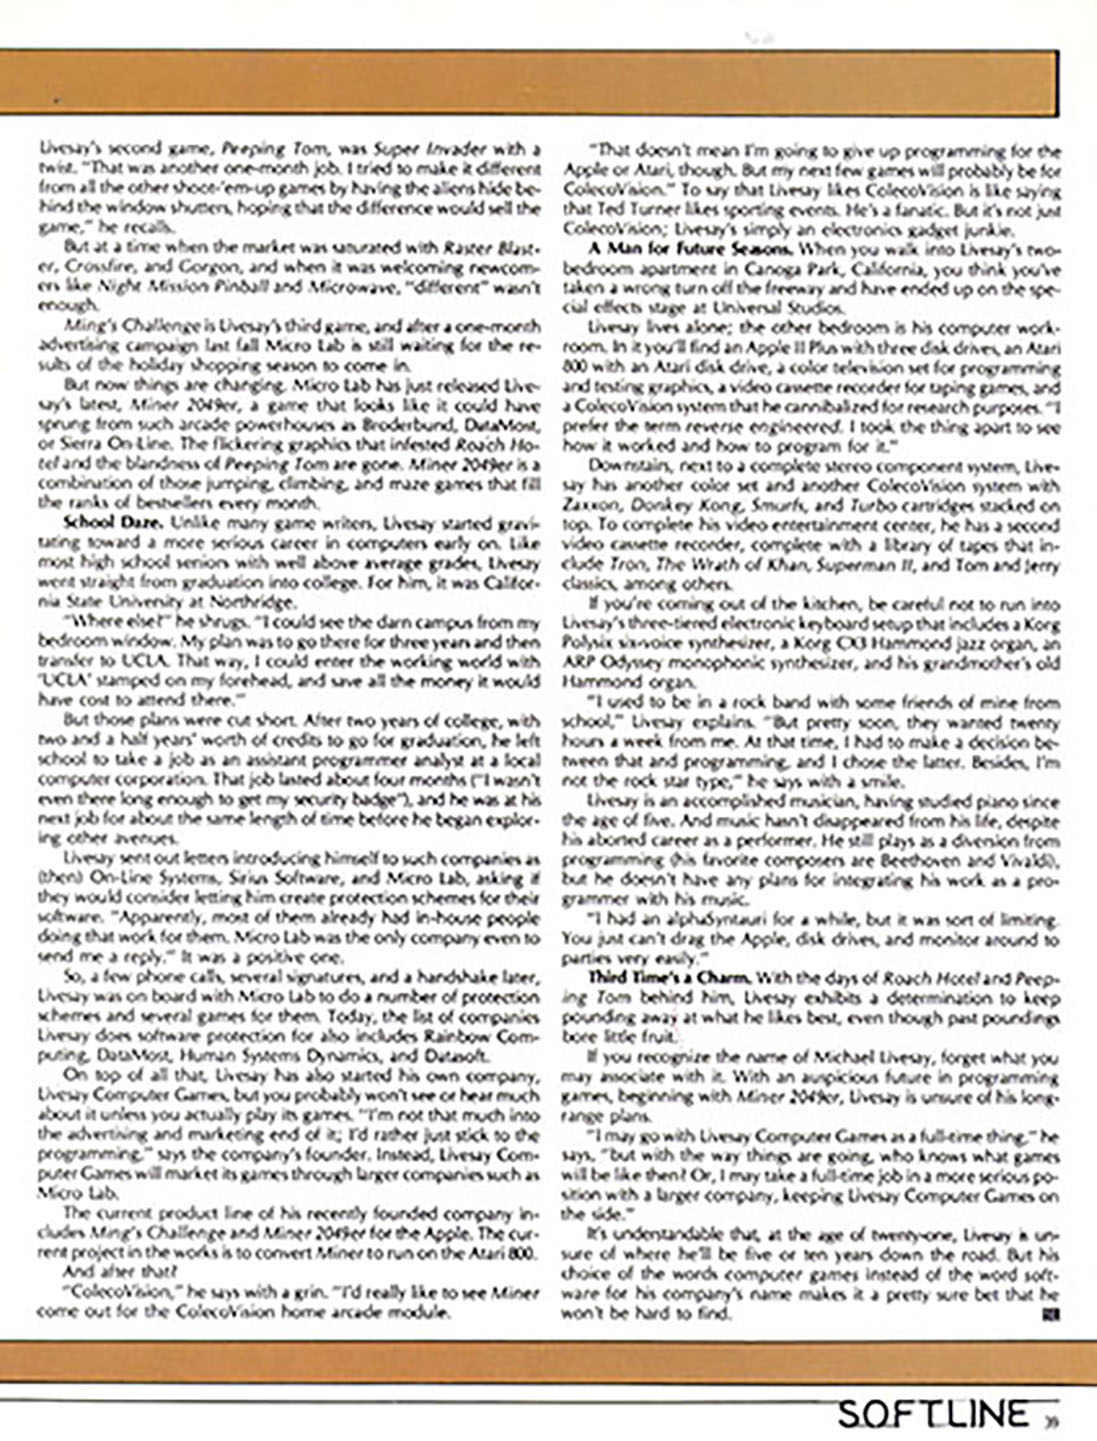 Livesay's second game, Peeping Tom, was Super Invader with a
twist. "That was another one-month job. I tried to make it different
from all the other shoot-'em-up games by having the aliens hide be-
hind the window shutters, hoping that the difference would sell the
game," he recalls.
But at a time when the market was saturated with Raster Blast-
er, Crossfire, and Gorgon, and when it was welcoming newcom-
ers like Night Mission Pinball and Microwave, "different" wasn't
enough.
Ming's Challenge is Livesay's third game, and after a one-month
advertising campaign last fall Micro Lab is still waiting for the re-
sults of the holiday shopping season to come in.
But now things are changing. Micro Lab has just released Live-
say's latest, Miner 2049er, a game that looks like it could have
sprung from such arcade powerhouses as Broderbund, DataMost,
or Sierra On-Line. The flickering graphics that infested Roach Ho-
tel and the blandness of Peeping Tom are gone. Miner 2049er is a
combination of those jumping, climbing, and maze games that fill
the ranks of bestsellers every month.
School Daze. Unlike many game writers, Livesay started gravi-
tating toward a more serious career in computers early on. Like
most high school seniors with well above average grades, Livesay
went straight from graduation into college. For him, it was Califor-
nia State University at Northridge.
"Where else?" he shrugs. "I could see the darn campus from my
bedroom window. My plan was to go there for three years and then
transfer to UCLA. That way, I could enter the working world with
'UCLA' stamped on my forehead, and save all the money it would
have cost to attend there."
But those plans were cut short. After two years of college, with
two and a half years' worth of credits to go for graduation, he left
school to take a job as an assistant programmer analyst at a local
computer corporation. That job lasted about four months ("I wasn't
even there long enough to get my security badge"), and he was at his
next job for about the same length of time before he began explor-
ing other avenues.
Livesay sent out letters introducing himself to such companies as
(then) On-Line Systems, Sirius Software, and Micro Lab, asking if
they would consider letting him create protection schemes for their
software. "Apparently, most of them already had in-house people
doing that work for them. Micro Lab was the only company even to
send me a reply." It was a positive one.
So, a few phone calls, several signatures, and a handshake later,
Livesay was on board with Micro Lab to do a number of protection
schemes and several games for them. Today, the list of companies
Livesay does software protection for also includes Rainbow Com-
puting, DataMost, Human Systems Dynamics, and Datasoft.
On top of all that, Livesay has also started his own company,
Livesay Computer Games, but you probably won't see or hear much
about it unless you actually play its games. "I'm not that much into
the advertising and marketing end of it; I'd rather just stick to the
programming," says the company's founder. Instead, Livesay Com-
puter Games will market its games through larger companies such as
Micro Lab.
The current product line of his recently founded company in-
cludes Ming's Challenge and Miner 2049er for the Apple. The cur-
rent project in the works is to convert Miner to run on the Atari 800.
And after that?
"ColecoVision," he says with a grin. "I'd really like to see Miner
come out for the ColecoVision home arcade module.
"That doesn't mean I'm going to give up programming for the
Apple or Atari, though. But my next few games will probably be for
ColecoVision." To say that Livesay likes ColecoVision is like saying
that Ted Turner likes sporting events. He's a fanatic. But it's not just
ColecoVision; Livesay's simply an electronics gadget junkie.
A Man for Future Seasons. When you walk into Livesay's two-
bedroom apartment in Canoga Park, California, you think you've
taken a wrong turn off the freeway and have ended up on the spe-
cial effects stage at Universal Studios.
Livesay lives alone; the other bedroom is his computer work-
room. In it you'll find an Apple II Plus with three disk drives, an Atari
800 with an Atari disk drive, a color television set for programming
and testing graphics, a video cassette recorder for taping games, and
a ColecoVision system that he cannibalized for research purposes. "I
prefer the term reverse engineered. I took the thing apart to see
how it worked and how to program for it."
Downstairs, next to a complete stereo component system, Live-
say has another color set and another ColecoVision system with
Zaxxon, Donkey Kong, Smurfs, and Turbo cartridges stacked on
top. To complete his video entertainment center, he has a second
video cassette recorder, complete with a library of tapes that in-
clude Tron, The Wrath of Khan, Superman II, and Tom and Jerry
classics, among others.
If you're coming out of the kitchen, be careful not to run into
Livesay's three-tiered electronic keyboard setup that includes a Korg
Polysix six-voice synthesizer, a Korg CX3 Hammond jazz organ, an
ARP Odyssey monophonic synthesizer, and his grandmother's old
Hammond organ.
"I used to be in a rock band with some friends of mine from
school," Livesay explains. "But pretty soon, they wanted twenty
hours a week from me. At that time, I had to make a decision be-
tween that and programming, and I chose the latter. Besides, I'm
not the rock star type," he says with a smile.
Livesay is an accomplished musician, having studied piano since
the age of five. And music hasn't disappeared from his life, despite
his aborted career as a performer. He still plays as a diversion from
programming (his favorite composers are Beethoven and Vivaldi),
but he doesn't have any plans for integrating his work as a pro-
grammer with his music.
"I had an alphaSyntauri for a while, but it was sort of limiting.
You just can't drag the Apple, disk drives, and monitor around to
parties very easily."
Third Time's a Charm. With the days of Roach Hotel and Peep-
ing Tom behind him, Livesay exhibits a determination to keep
pounding away at what he likes best, even though past poundings
bore little fruit.
If you recognize the name of Michael Livesay, forget what you
may associate with it. With an auspicious future in programming
games, beginning with Miner 2049er, Livesay is unsure of his long-
range plans.
"I may go with Livesay Computer Games as a full-time thing," he
says, "but with the way things are going, who knows what games
will be like then? Or, I may take a full-time job in a more serious po-
sition with a larger company, keeping Livesay Computer Games on
the side."
It's understandable that, at the age of twenty-one, Livesay is un-
sure of where he'll be five or ten years down the road. But his
choice of the words computer games instead of the word soft-
ware for his company's name makes it a pretty sure bet that he
won't be hard to find.
SOFTLINE 39